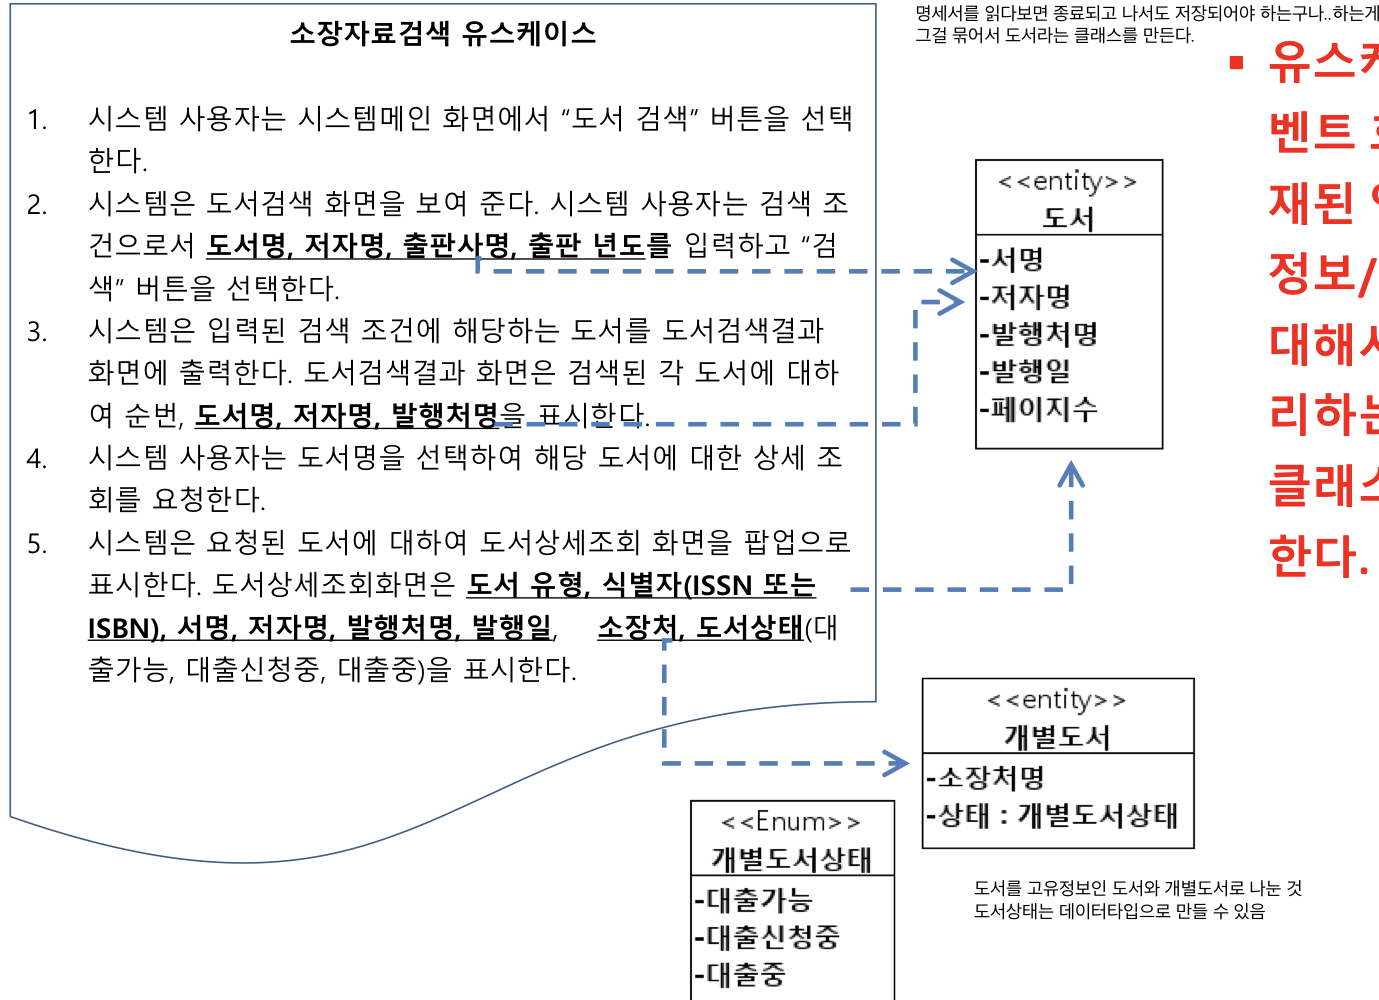 소장자료검색 유스케이스
1. 시스템 사용자는 시스템메인 화면에서 “도서 검색” 버튼을 선택
한다.
2. 시스템은 도서검색 화면을 보여 준다. 시스템 사용자는 검색 조
건으로서 도서명, 저자명, 출판사명, 출판 년도를 입력하고 “검
색” 버튼을 선택한다.
3. 시스템은 입력된 검색 조건에 해당하는 도서를 도서검색결과
화면에 출력한다. 도서검색결과 화면은 검색된 각 도서에 대하
여 순번, 도서명, 저자명, 발행처명을 표시한다.
4. 시스템 사용자는 도서명을 선택하여 해당 도서에 대한 상세 조
회를 요청한다.
5. 시스템은 요청된 도서에 대하여 도서상세조회 화면을 팝업으로
표시한다. 도서상세조회화면은 도서 유형, 식별자(ISSN 또는
ISBN), 서명, 저자명, 발행처명, 발행일, 소장처, 도서상태(대
출가능, 대출신청중, 대출중)을 표시한다.
명세서를 읽다보면 종료되고 나서도 저장되어야 하는구나..하는게
그걸 묶어서 도서라는 클래스를 만든다.
▪ 유스
벤트
재된
정보/
대해
리하는
클래스
한다.
<<entity>>
도서
-서명
-저자명
-발행처명
-발행일
-페이지수
<<entity>>
개별도서
-소장처명
-상태 : 개별도서상태
<<Enum>>
개별도서상태
-대출가능
-대출신청중
-대출중
도서를 고유정보인 도서와 개별도서로 나눈 것
도서상태는 데이터타입으로 만들 수 있음